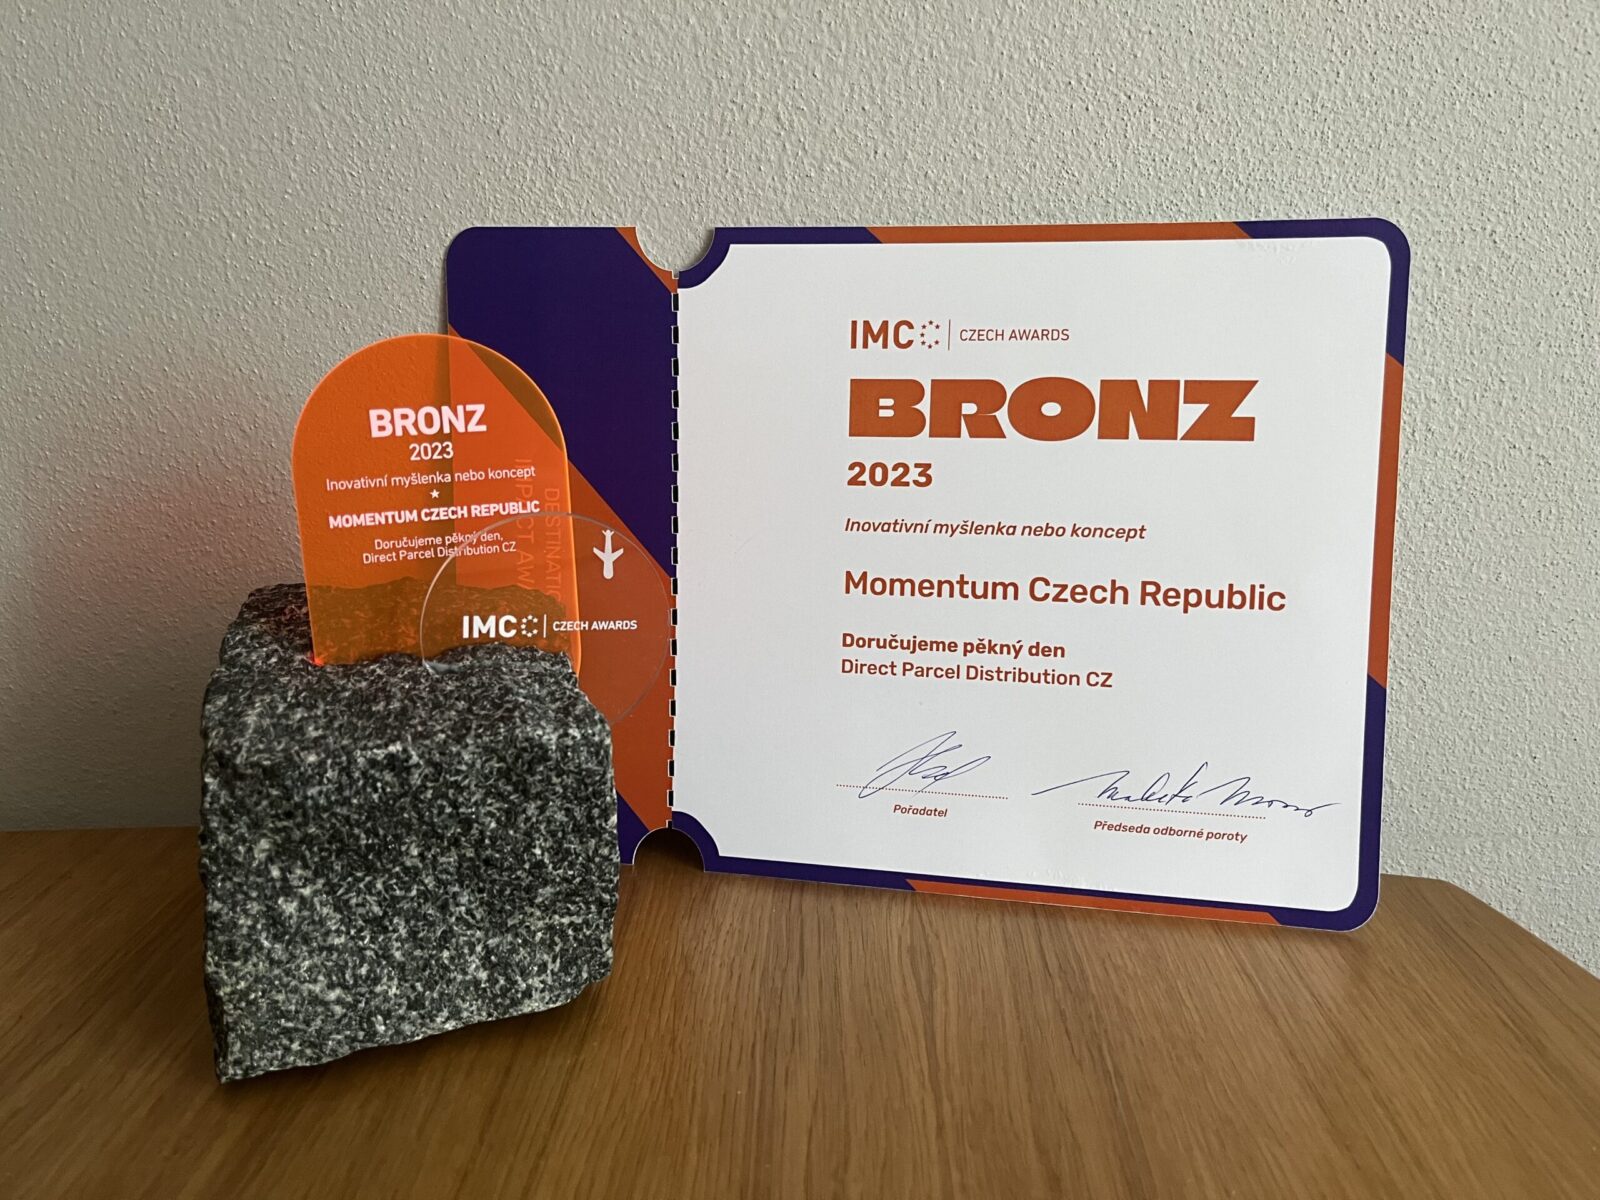 BRONZ
2023
Inovativní myšlenka nebo koncept
MOMENTUM CZECH REPUBLIC
Doručujeme pěkný den,
Direct Parcel Distribution CZ
IMC CZECH AWARDS
IMC CZECH AWARDS
BRONZ
2023
Inovativní myšlenka nebo koncept
Momentum Czech Republic
Doručujeme pěkný den
Direct Parcel Distribution CZ
Pořadatel
Předseda odborné poroty